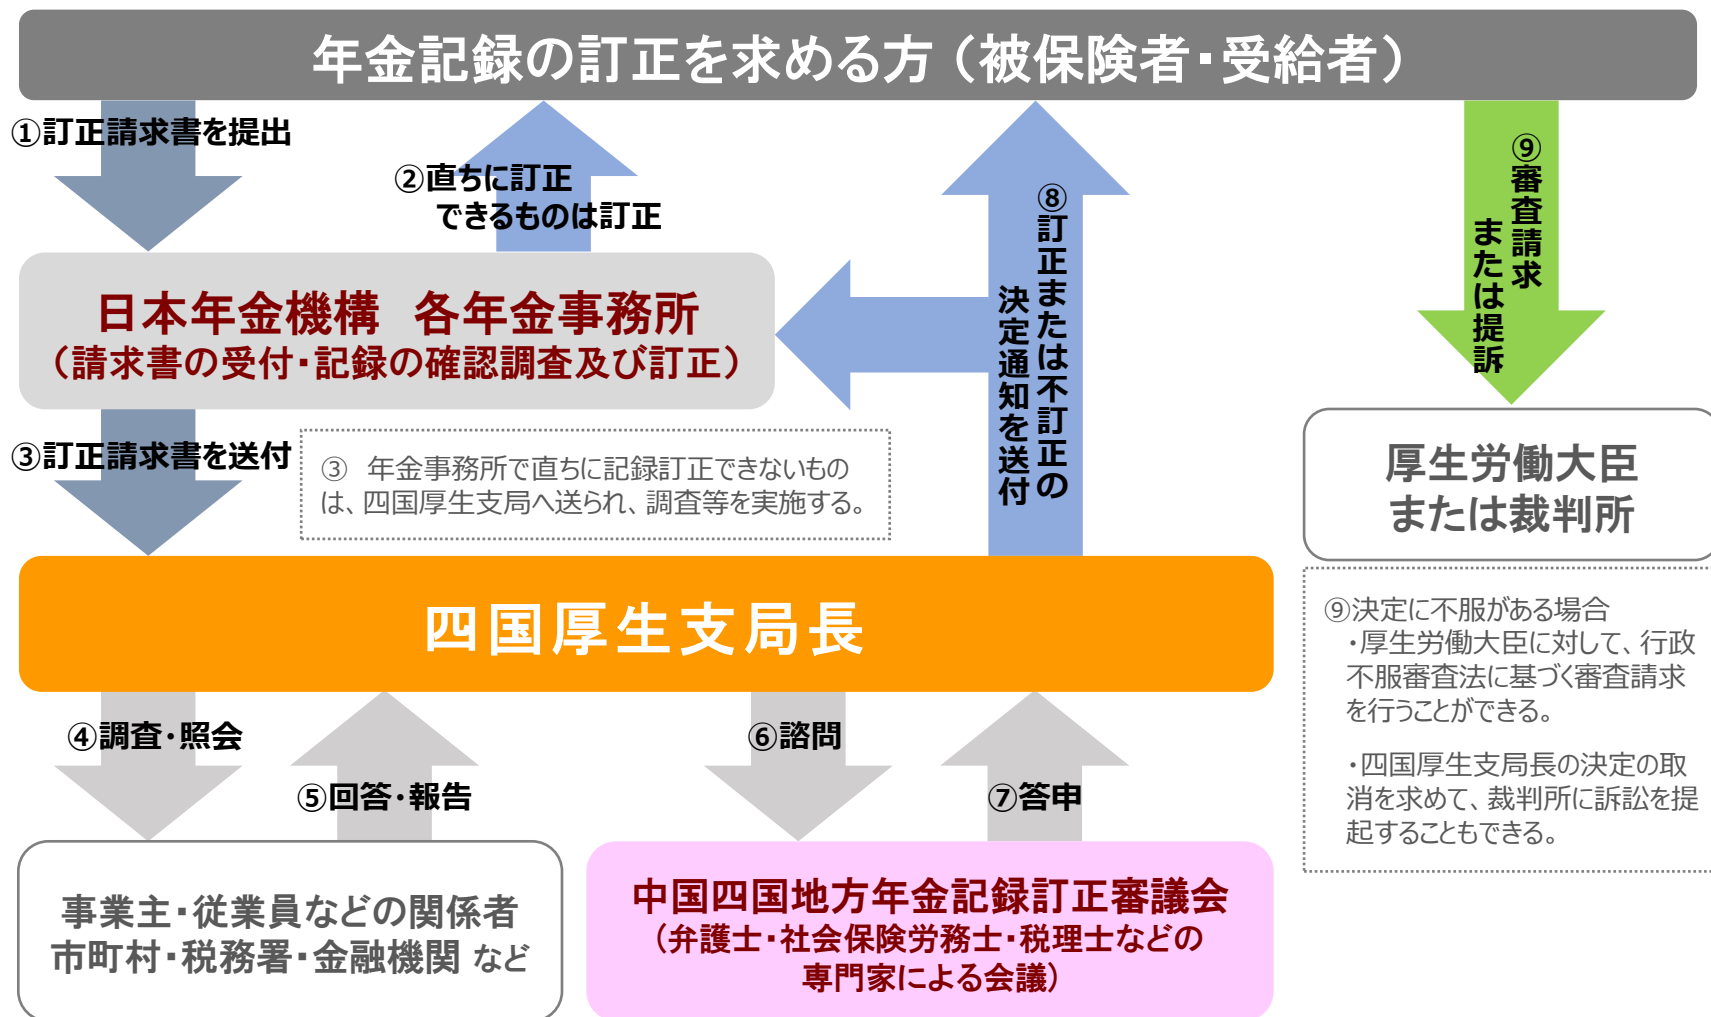 年金記録の訂正を求める方（被保険者・受給者）
①訂正請求書を提出
②直ちに訂正
できるものは訂正
日本年金機構　各年金事務所
（請求書の受付・記録の確認調査及び訂正）
③訂正請求書を送付
③　年金事務所で直ちに記録訂正できないもの
は、四国厚生支局へ送られ、調査等を実施する。
⑧訂正または不訂正の
決定通知を送付
⑨審査請求
または提訴
厚生労働大臣
または裁判所
四国厚生支局長
⑨決定に不服がある場合
・厚生労働大臣に対して、行政
不服審査法に基づく審査請求
を行うことができる。
・四国厚生支局長の決定の取
消を求めて、裁判所に訴訟を提
起することもできる。
④調査・照会
⑤回答・報告
⑥諮問
⑦答申
事業主・従業員などの関係者
市町村・税務署・金融機関 など
中国四国地方年金記録訂正審議会
（弁護士・社会保険労務士・税理士などの
専門家による会議）